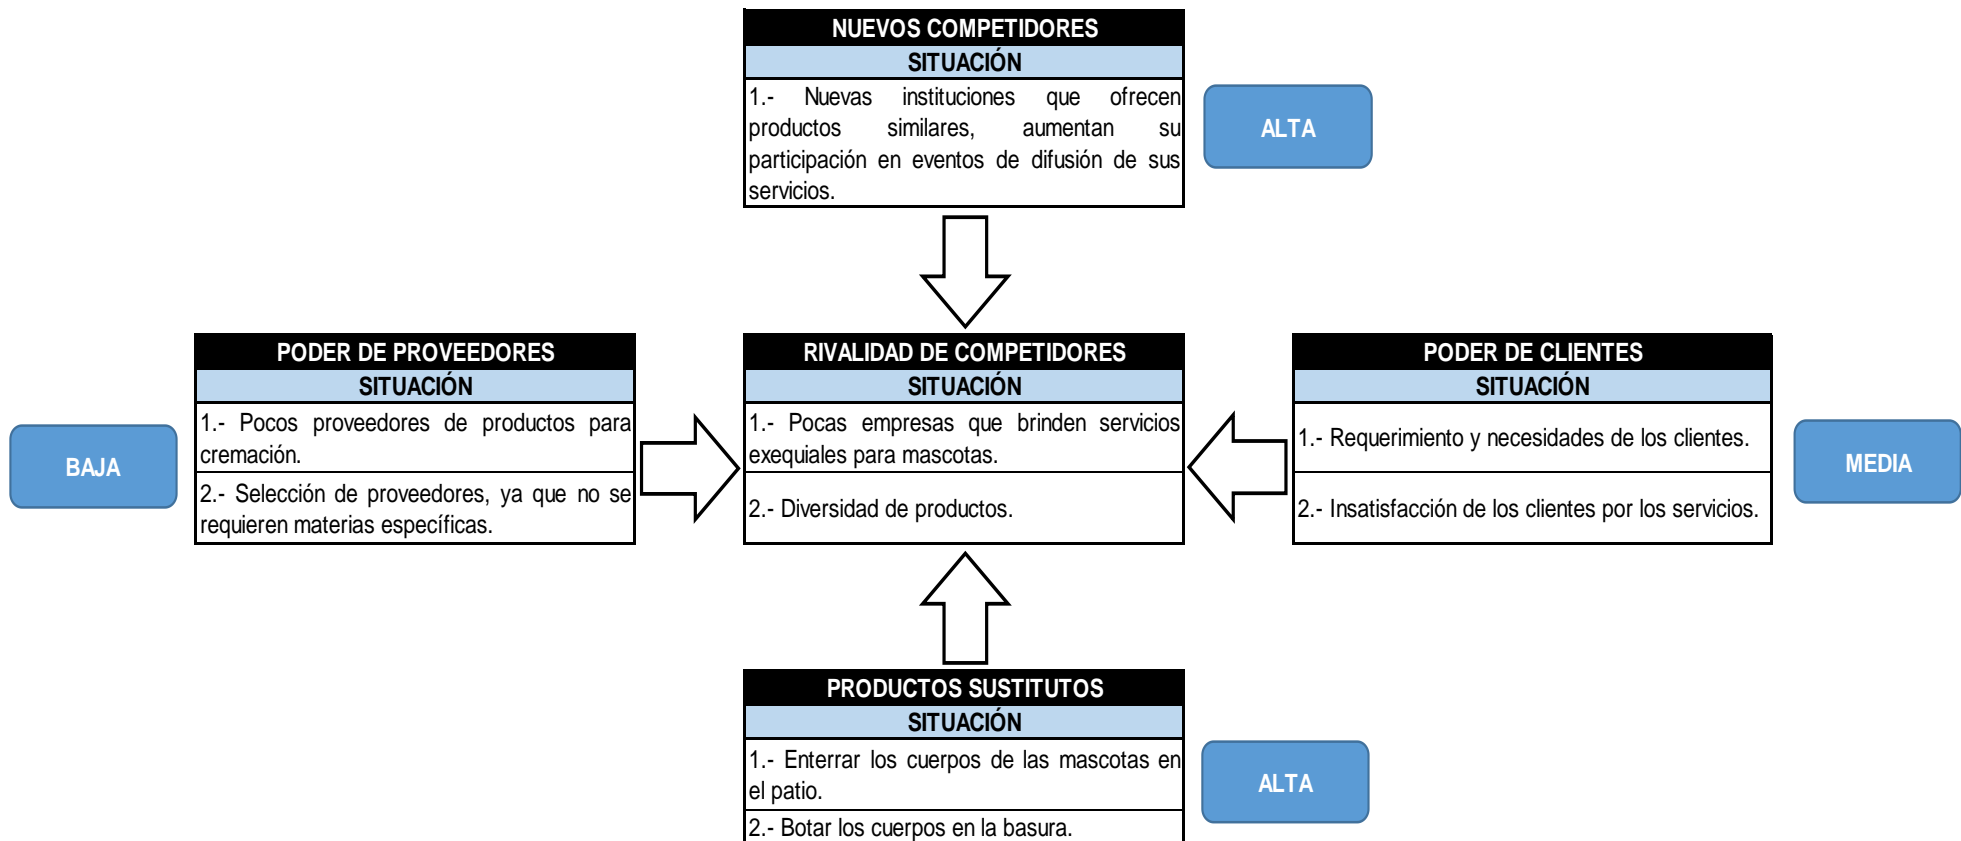 NUEVOS COMPETIDORES
SITUACIÓN
1.- Nuevas instituciones que ofrecen
productos similares, aumentan su
participación en eventos de difusión de sus
servicios.
ALTA
PODER DE PROVEEDORES
SITUACIÓN
1.- Pocos proveedores de productos para
cremación.
2.- Selección de proveedores, ya que no se
requieren materias específicas.
BAJA
RIVALIDAD DE COMPETIDORES
SITUACIÓN
1.- Pocas empresas que brinden servicios
exequiales para mascotas.
2.- Diversidad de productos.
PODER DE CLIENTES
SITUACIÓN
1.- Requerimiento y necesidades de los clientes.
2.- Insatisfacción de los clientes por los servicios.
MEDIA
PRODUCTOS SUSTITUTOS
SITUACIÓN
1.- Enterrar los cuerpos de las mascotas en
el patio.
2.- Botar los cuerpos en la basura.
ALTA